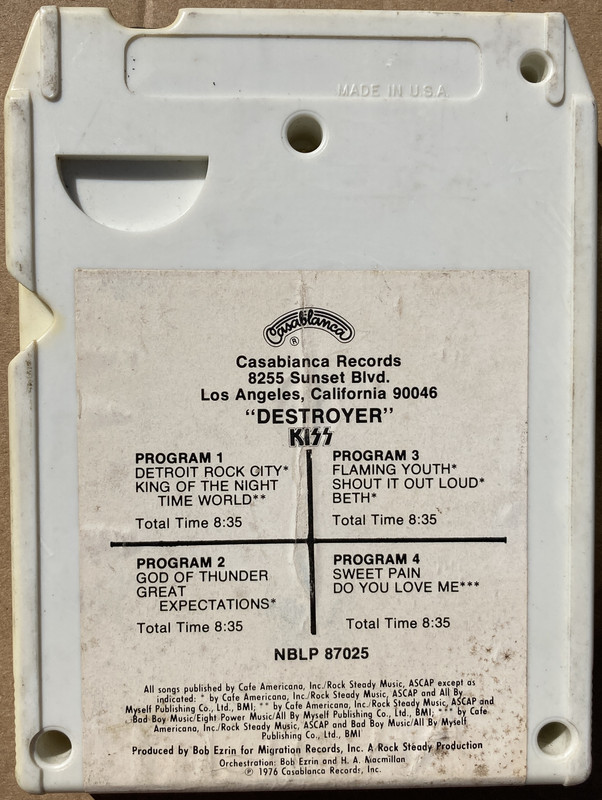 MADE IN U.S.A.
Casablanca
®
Casablanca Records
8255 Sunset Blvd.
Los Angeles, California 90046
"DESTROYER"
KISS
PROGRAM 1
DETROIT ROCK CITY*
KING OF THE NIGHT
TIME WORLD**
Total Time 8:35
PROGRAM 3
FLAMING YOUTH*
SHOUT IT OUT LOUD*
BETH*
Total Time 8:35
PROGRAM 2
GOD OF THUNDER
GREAT
EXPECTATIONS*
Total Time 8:35
PROGRAM 4
SWEET PAIN
DO YOU LOVE ME***
Total Time 8:35
NBLP 87025
All songs published by Cafe Americana, Inc./Rock Steady Music, ASCAP except as
indicated: * by Cafe Americana, Inc./Rock Steady Music, ASCAP and All By
Myself Publishing Co., Ltd., BMI; ** by Cafe Americana, Inc./Rock Steady Music, ASCAP and
Bad Boy Music/Eight Power Music/All By Myself Publishing Co., Ltd., BMI; *** by Cafe
Americana, Inc./Rock Steady Music, ASCAP and Bad Boy Music/All By Myself
Publishing Co., Ltd., BMI
Produced by Bob Ezrin for Migration Records, Inc. A Rock Steady Production
Orchestration: Bob Ezrin and H. A. Macmillan
℗ 1976 Casablanca Records, Inc.